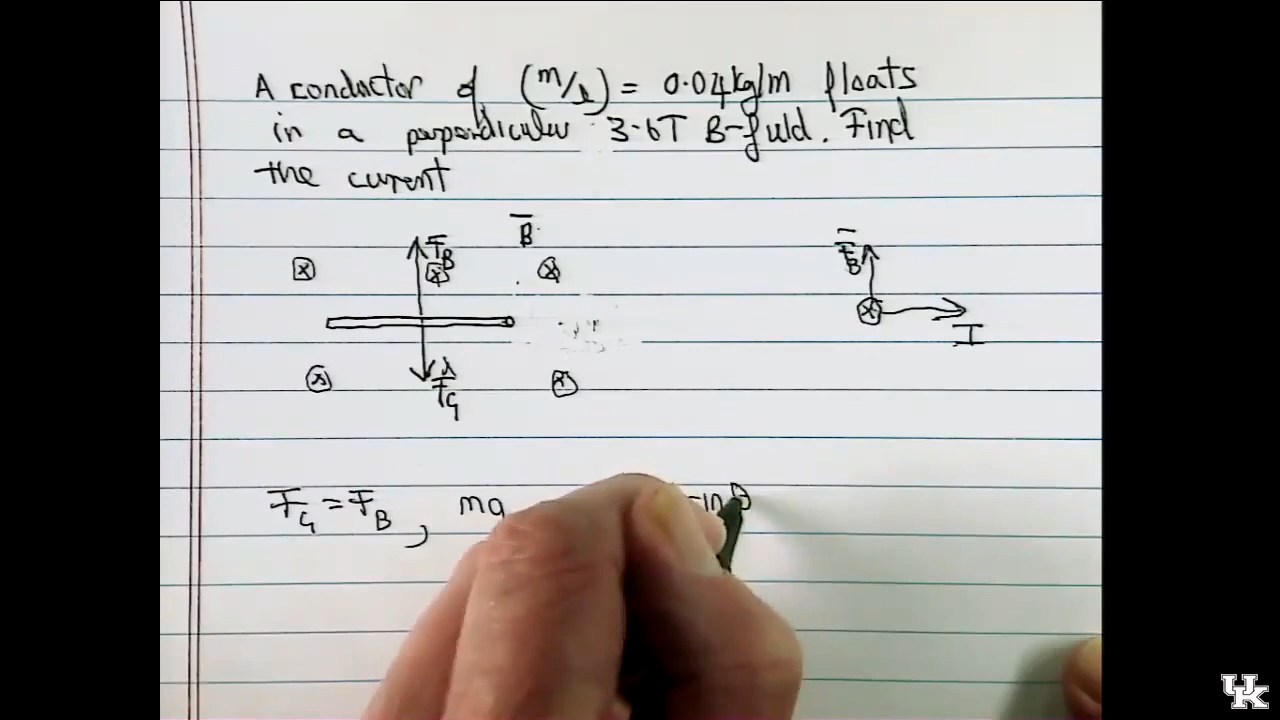 A conductor of (m/l) = 0.04kg/m floats
in a perpendicular 3.6T B-field. Find
the current
B
F_B
F_B
I
F_G
F_G = F_B , mg in θ
UK